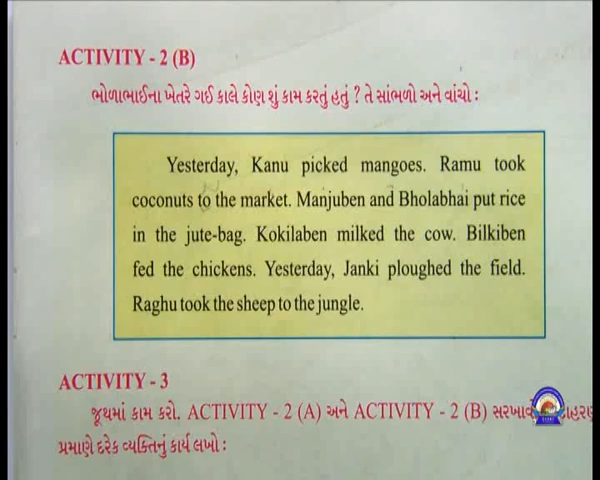 ACTIVITY - 2 (B)
ભોળાભાઈના ખેતરે ગઈ કાલે કોણ શું કામ કરતું હતું ? તે સાંભળો અને વાંચો :
Yesterday, Kanu picked mangoes. Ramu took
coconuts to the market. Manjuben and Bholabhai put rice
in the jute-bag. Kokilaben milked the cow. Bilkiben
fed the chickens. Yesterday, Janki ploughed the field.
Raghu took the sheep to the jungle.
ACTIVITY - 3
જૂથમાં કામ કરો. ACTIVITY - 2 (A) અને ACTIVITY - 2 (B)
પ્રમાણે દરેક વ્યક્તિનું કાર્ય લખો :